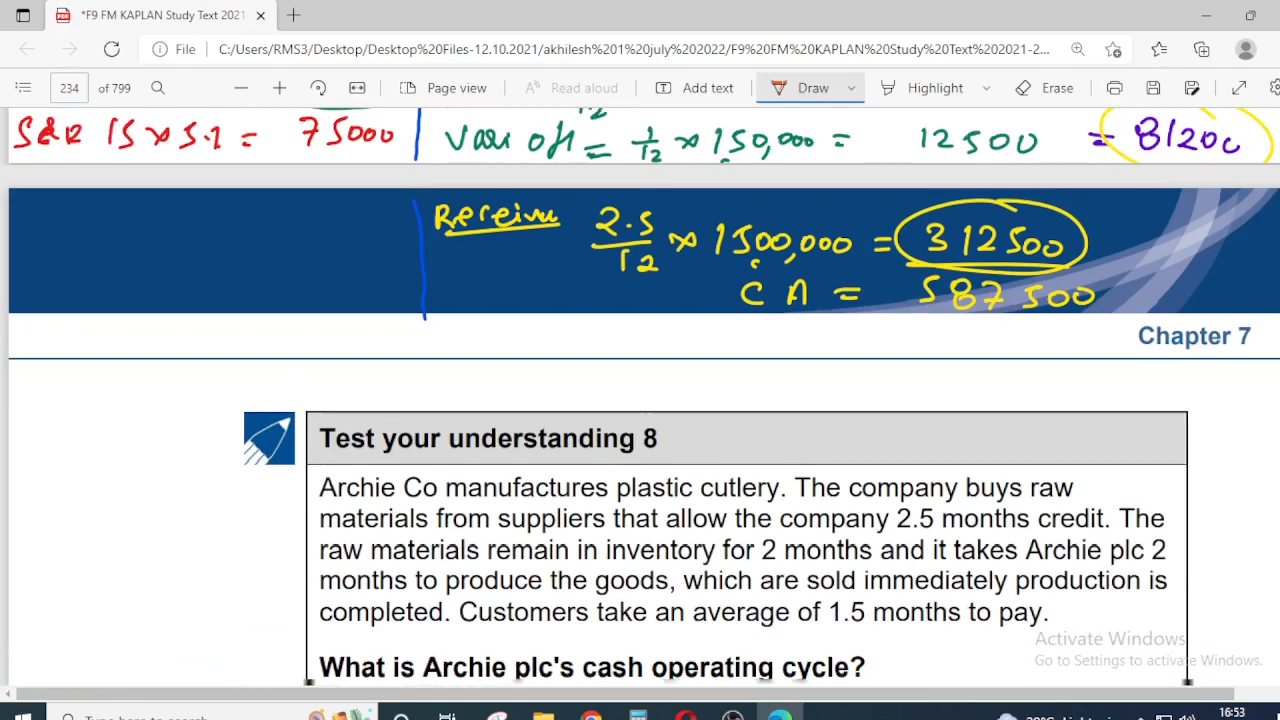 *F9 FM KAPLAN Study Text 2021
File C:/Users/RMS3/Desktop/Desktop%20Files-12.10.2021/akhilesh%201%20july%202022/F9%20FM%20KAPLAN%20Study%20Text%202021-2...
234 of 799 Page view Read aloud Add text Draw Highlight Erase
S&R 15 x 5.1 = 75000
Var oh = 1/12 x 150,000 = 12500 = 81200
Receive 2.5/12 x 1500,000 = 312500
CA = 587500
Chapter 7
Test your understanding 8
Archie Co manufactures plastic cutlery. The company buys raw
materials from suppliers that allow the company 2.5 months credit. The
raw materials remain in inventory for 2 months and it takes Archie plc 2
months to produce the goods, which are sold immediately production is
completed. Customers take an average of 1.5 months to pay.
What is Archie plc's cash operating cycle?
Activate Windows
Go to Settings to activate Windows.
16:53